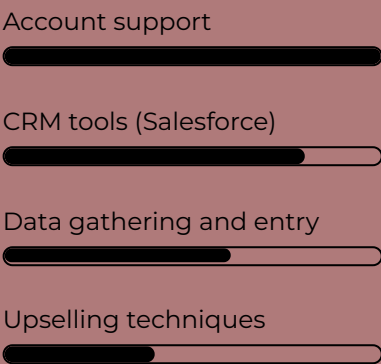 Account support
CRM tools (Salesforce)
Data gathering and entry
Upselling techniques